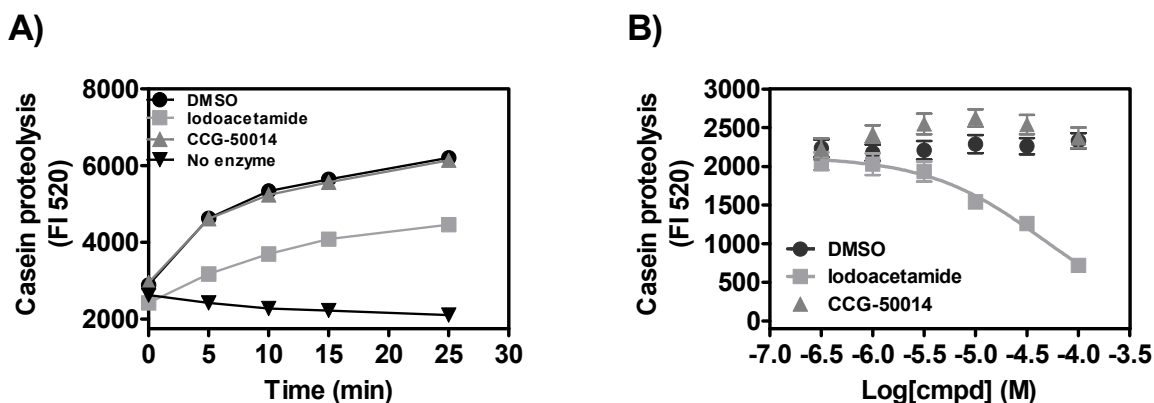 A)
Casein proteolysis
(FI 520)
8000
6000
4000
2000
DMSO
Iodoacetamide
CCG-50014
No enzyme
0 5 10 15 20 25 30
Time (min)
B)
Casein proteolysis
(FI 520)
3000
2500
2000
1500
1000
500
0
DMSO
Iodoacetamide
CCG-50014
-7.0 -6.5 -6.0 -5.5 -5.0 -4.5 -4.0 -3.5
Log[cmpd] (M)